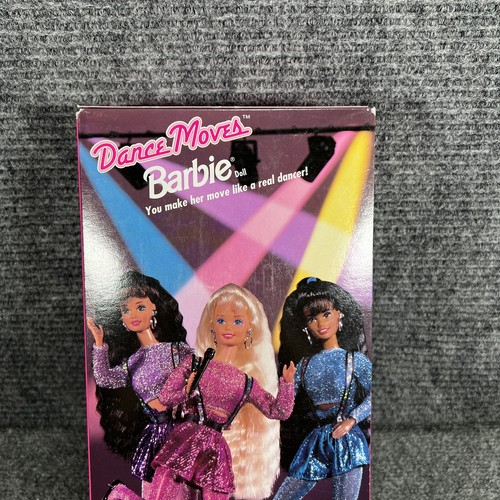 Dance Moves™
Barbie® Doll
You make her move like a real dancer!